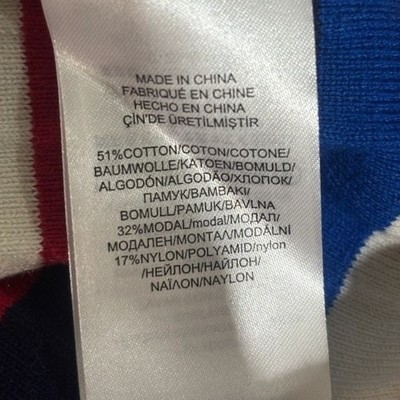 MADE IN CHINA
FABRIQUÉ EN CHINE
HECHO EN CHINA
ÇİN'DE ÜRETİLMİŞTİR
51%COTTON/COTON/COTONE/
BAUMWOLLE/KATOEN/BOMULD/
ALGODÓN/ALGODÃO/ХЛОПОК/
ПАМУК/BAMBAKI/
BOMULL/PAMUK/BAVLNA
32%MODAL/modal/МОДАЛ/
МОДАЛЕН/МОНТАЛ/MODÁLNÍ
17%NYLON/POLYAMID/nylon
/НЕЙЛОН/НАЙЛОН/
ΝΑΪΛΟΝ/NAYLON